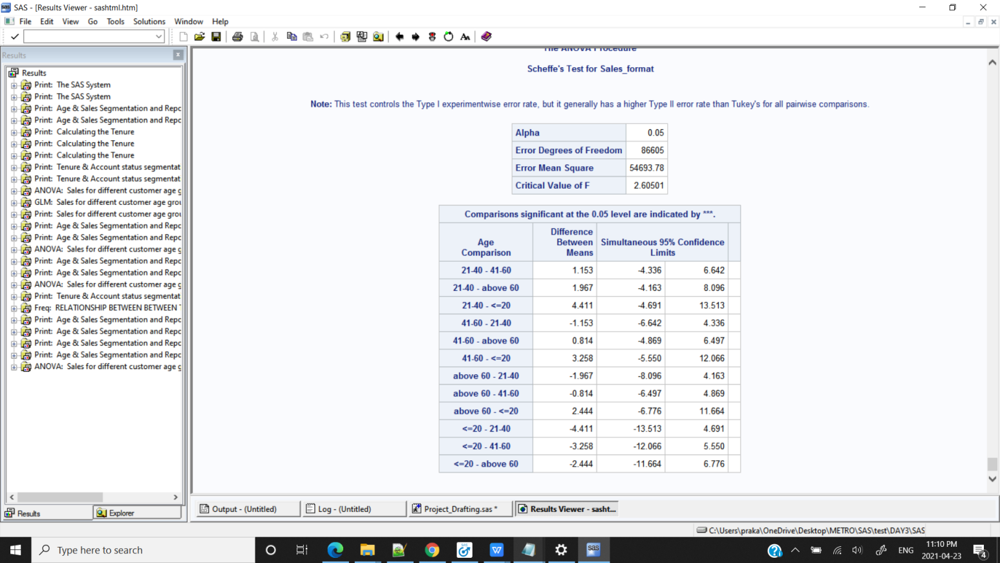 SAS - [Results Viewer - sashtml.htm]
File Edit View Go Tools Solutions Window Help
Results
Results
Print: The SAS System
Print: The SAS System
Print: Age & Sales Segmentation and Repc
Print: Age & Sales Segmentation and Repc
Print: Calculating the Tenure
Print: Calculating the Tenure
Print: Calculating the Tenure
Print: Tenure & Account status segmentat
Print: Tenure & Account status segmentat
ANOVA: Sales for different customer age g
GLM: Sales for different customer age grou
Print: Sales for different customer age grou
Print: Age & Sales Segmentation and Repc
Print: Age & Sales Segmentation and Repc
ANOVA: Sales for different customer age g
Print: Age & Sales Segmentation and Repc
Print: Age & Sales Segmentation and Repc
ANOVA: Sales for different customer age g
Print: Tenure & Account status segmentat
Freq: RELATIONSHIP BETWEEN BETWEEN T
Print: Age & Sales Segmentation and Repc
Print: Age & Sales Segmentation and Repc
Print: Age & Sales Segmentation and Repc
Print: Age & Sales Segmentation and Repc
ANOVA: Sales for different customer age g
Results Explorer
The ANOVA Procedure
Scheffe's Test for Sales_format
Note: This test controls the Type I experimentwise error rate, but it generally has a higher Type II error rate than Tukey's for all pairwise comparisons.
Alpha 0.05
Error Degrees of Freedom 86605
Error Mean Square 54693.78
Critical Value of F 2.60501
Comparisons significant at the 0.05 level are indicated by ***.
Age Comparison Difference Between Means Simultaneous 95% Confidence Limits
21-40 - 41-60 1.153 -4.336 6.642
21-40 - above 60 1.967 -4.163 8.096
21-40 - <=20 4.411 -4.691 13.513
41-60 - 21-40 -1.153 -6.642 4.336
41-60 - above 60 0.814 -4.869 6.497
41-60 - <=20 3.258 -5.550 12.066
above 60 - 21-40 -1.967 -8.096 4.163
above 60 - 41-60 -0.814 -6.497 4.869
above 60 - <=20 2.444 -6.776 11.664
<=20 - 21-40 -4.411 -13.513 4.691
<=20 - 41-60 -3.258 -12.066 5.550
<=20 - above 60 -2.444 -11.664 6.776
Output - (Untitled) Log - (Untitled) Project_Drafting.sas * Results Viewer - sasht...
C:\Users\praka\OneDrive\Desktop\METRO\SAS\test\DAY3\SAS
Type here to search
ENG
11:10 PM
2021-04-23
4